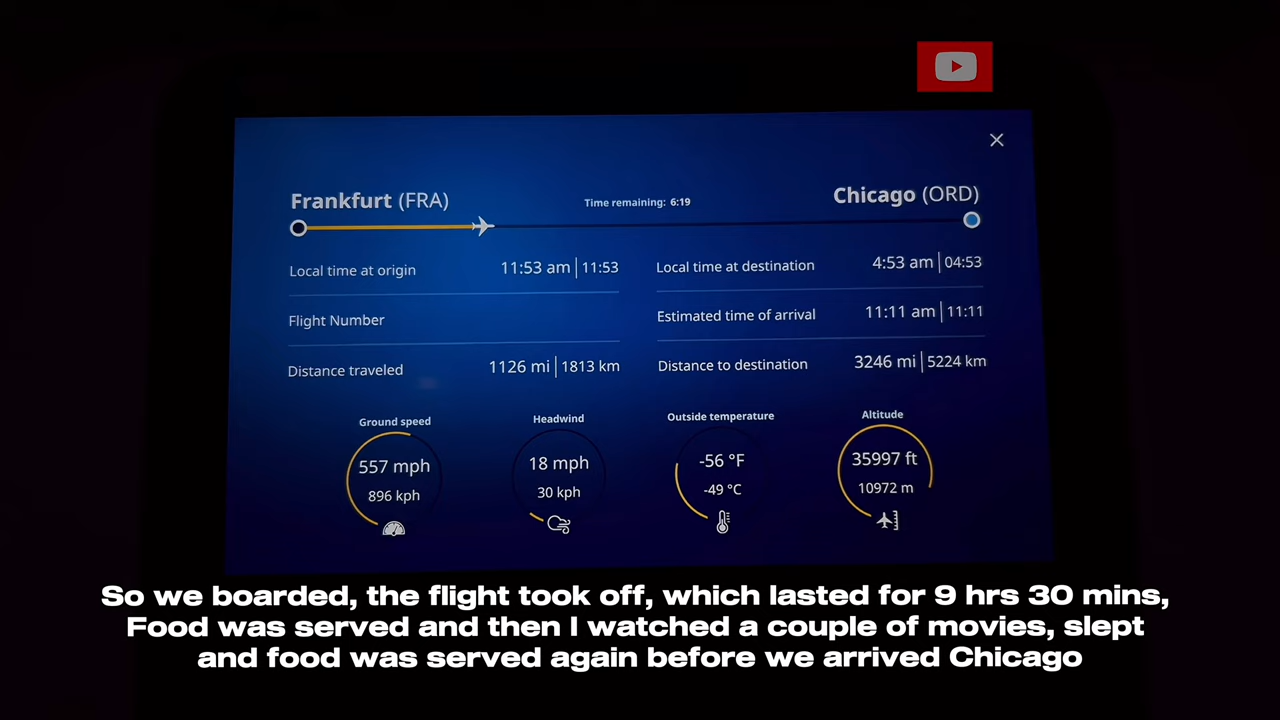 Frankfurt (FRA)
Time remaining: 6:19
Chicago (ORD)
Local time at origin 11:53 am | 11:53
Local time at destination 4:53 am | 04:53
Flight Number
Estimated time of arrival 11:11 am | 11:11
Distance traveled 1126 mi | 1813 km
Distance to destination 3246 mi | 5224 km
Ground speed
557 mph
896 kph
Headwind
18 mph
30 kph
Outside temperature
-56 °F
-49 °C
Altitude
35997 ft
10972 m
So we boarded, the flight took off, which lasted for 9 hrs 30 mins,
Food was served and then I watched a couple of movies, slept
and food was served again before we arrived Chicago